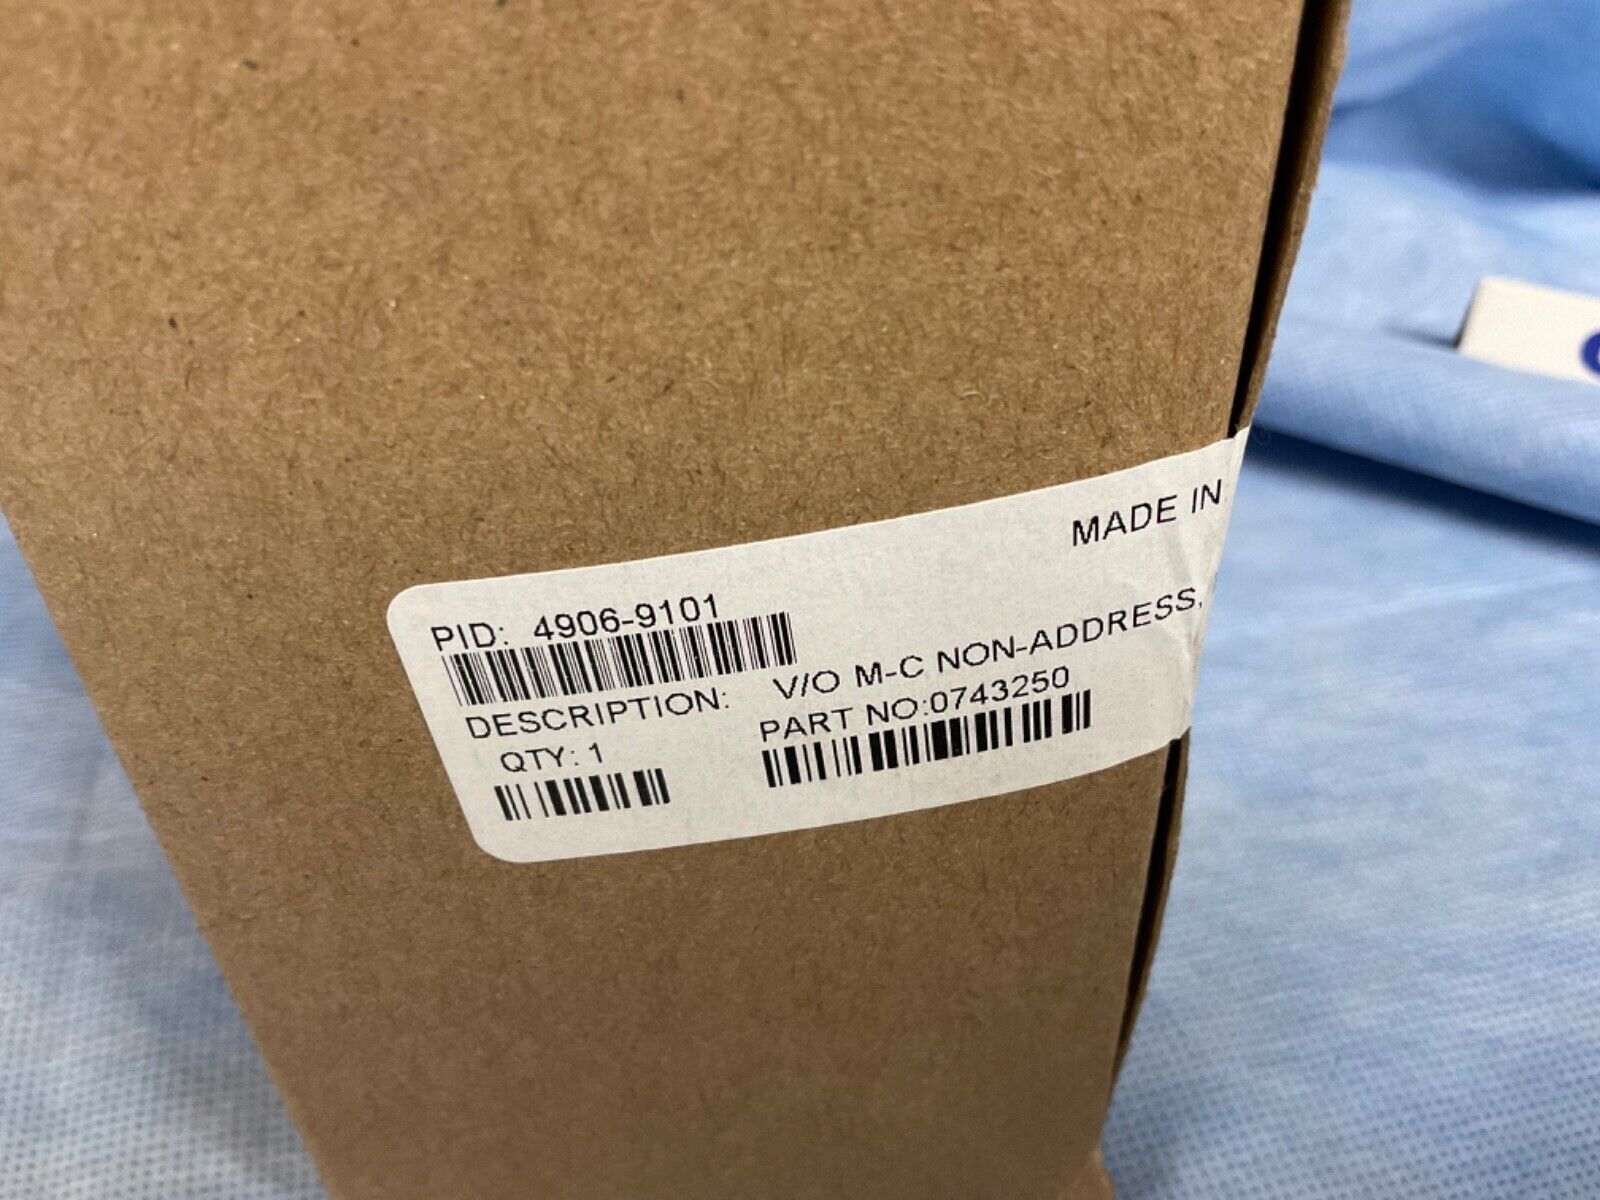 MADE IN
PID: 4906-9101
DESCRIPTION: V/O M-C NON-ADDRESS,
QTY: 1 PART NO:0743250